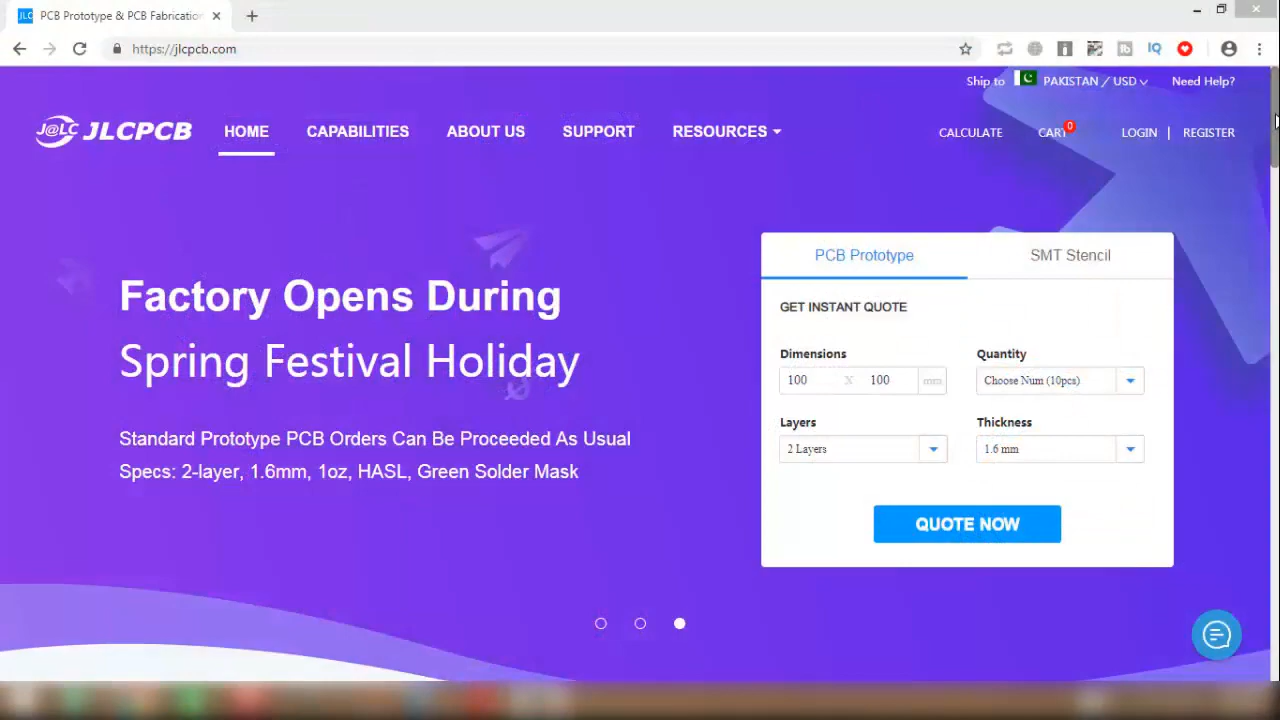 PCB Prototype & PCB Fabrication
https://jlcpcb.com
Ship to PAKISTAN / USD Need Help?
J@LC JLCPCB HOME CAPABILITIES ABOUT US SUPPORT RESOURCES CALCULATE CART 0 LOGIN | REGISTER
Factory Opens During
Spring Festival Holiday
Standard Prototype PCB Orders Can Be Proceeded As Usual
Specs: 2-layer, 1.6mm, 1oz, HASL, Green Solder Mask
PCB Prototype SMT Stencil
GET INSTANT QUOTE
Dimensions Quantity
100 X 100 mm Choose Num (10pcs)
Layers Thickness
2 Layers 1.6 mm
QUOTE NOW